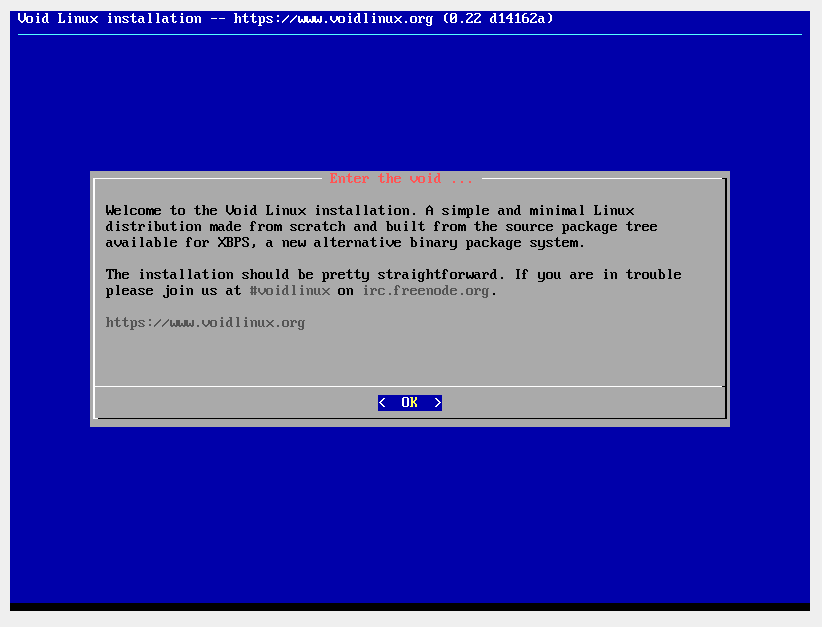 Void Linux installation -- https://www.voidlinux.org (0.22 d14162a)
Enter the void ...
Welcome to the Void Linux installation. A simple and minimal Linux
distribution made from scratch and built from the source package tree
available for XBPS, a new alternative binary package system.
The installation should be pretty straightforward. If you are in trouble
please join us at #voidlinux on irc.freenode.org.
https://www.voidlinux.org
<  OK  >